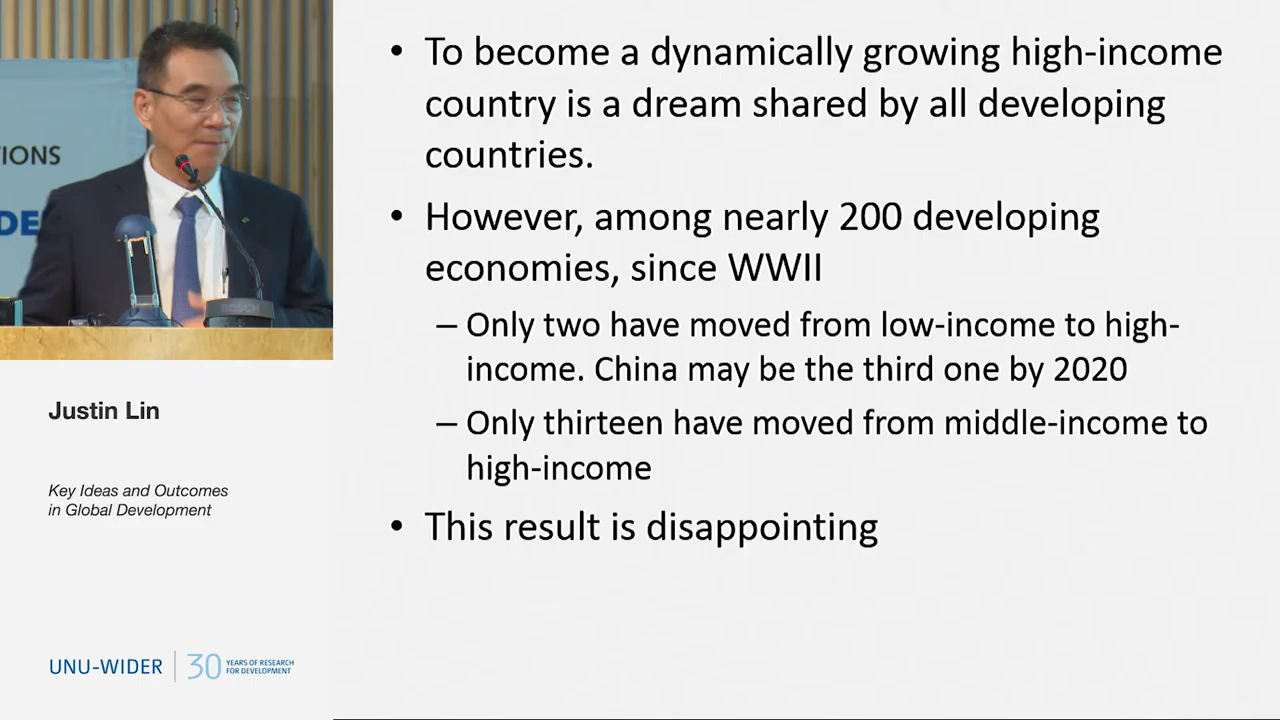 IONS
DE
BOSCH
Justin Lin
Key Ideas and Outcomes
in Global Development
UNU-WIDER
30 YEARS OF RESEARCH
FOR DEVELOPMENT
• To become a dynamically growing high-income
country is a dream shared by all developing
countries.
• However, among nearly 200 developing
economies, since WWII
– Only two have moved from low-income to high-
income. China may be the third one by 2020
– Only thirteen have moved from middle-income to
high-income
• This result is disappointing